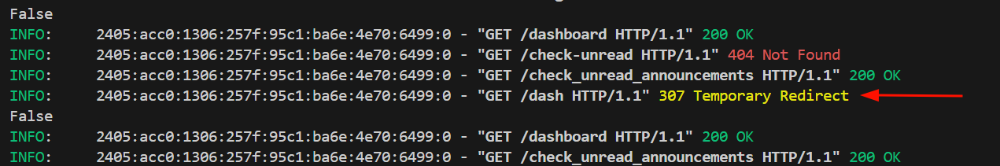 False
INFO:     2405:acc0:1306:257f:95c1:ba6e:4e70:6499:0 - "GET /dashboard HTTP/1.1" 200 OK
INFO:     2405:acc0:1306:257f:95c1:ba6e:4e70:6499:0 - "GET /check-unread HTTP/1.1" 404 Not Found
INFO:     2405:acc0:1306:257f:95c1:ba6e:4e70:6499:0 - "GET /check_unread_announcements HTTP/1.1" 200 OK
INFO:     2405:acc0:1306:257f:95c1:ba6e:4e70:6499:0 - "GET /dash HTTP/1.1" 307 Temporary Redirect
False
INFO:     2405:acc0:1306:257f:95c1:ba6e:4e70:6499:0 - "GET /dashboard HTTP/1.1" 200 OK
INFO:     2405:acc0:1306:257f:95c1:ba6e:4e70:6499:0 - "GET /check_unread_announcements HTTP/1.1" 200 OK